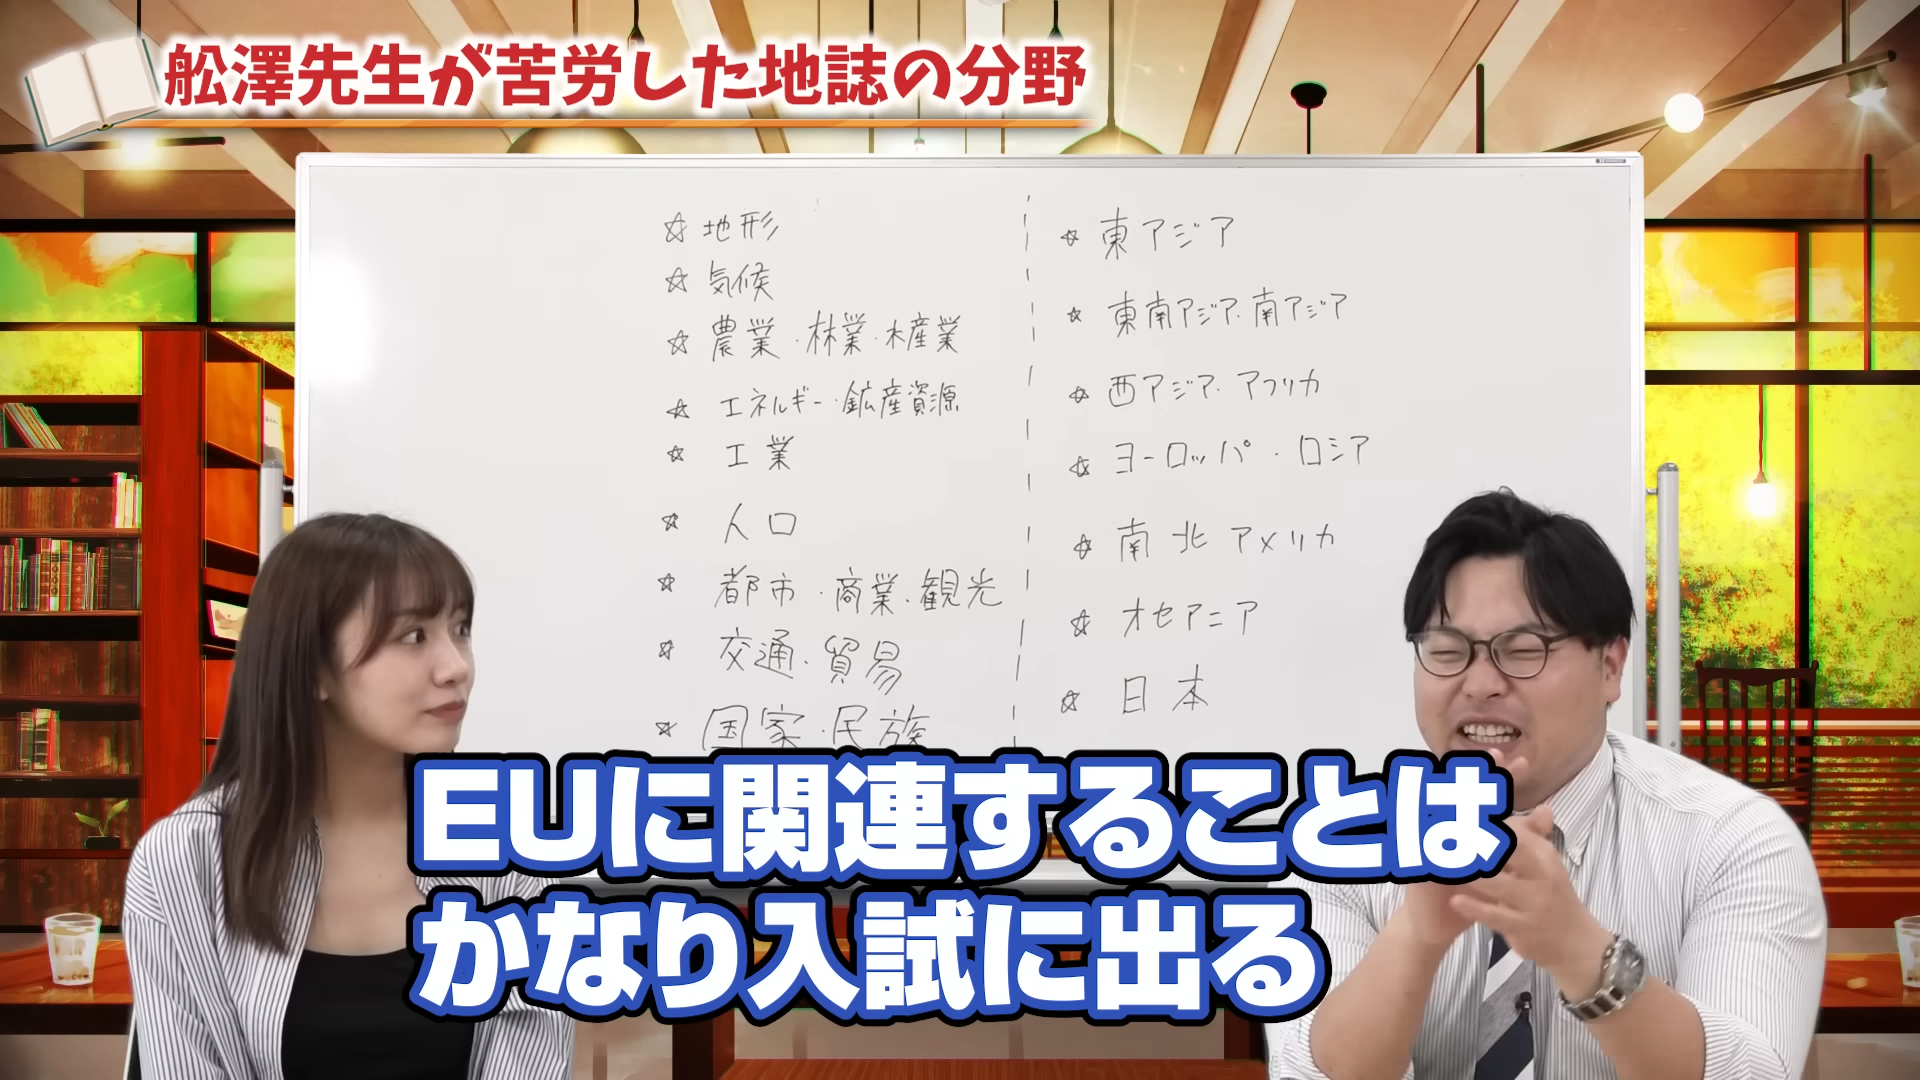 舩澤先生が苦労した地誌の分野
☆ 地形
☆ 気候
☆ 農業・林業・水産業
☆ エネルギー・鉱産資源
☆ 工業
☆ 人口
☆ 都市・商業・観光
☆ 交通・貿易
☆ 国家・民族
☆ 東アジア
☆ 東南アジア・南アジア
☆ 西アジア・アフリカ
☆ ヨーロッパ・ロシア
☆ 南北アメリカ
☆ オセアニア
☆ 日本
EUに関連することは
かなり入試に出る